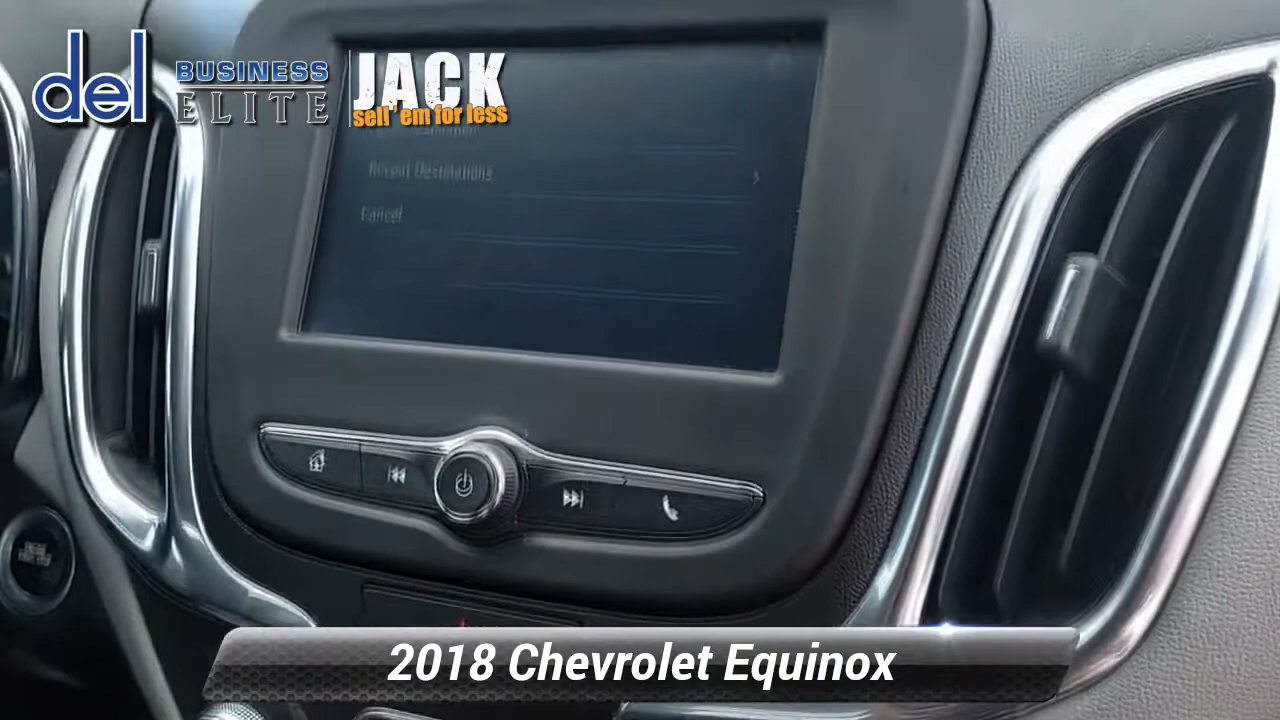 del
BUSINESS
ELITE
JACK
sell 'em for less
Recent Destinations
Cancel
2018 Chevrolet Equinox